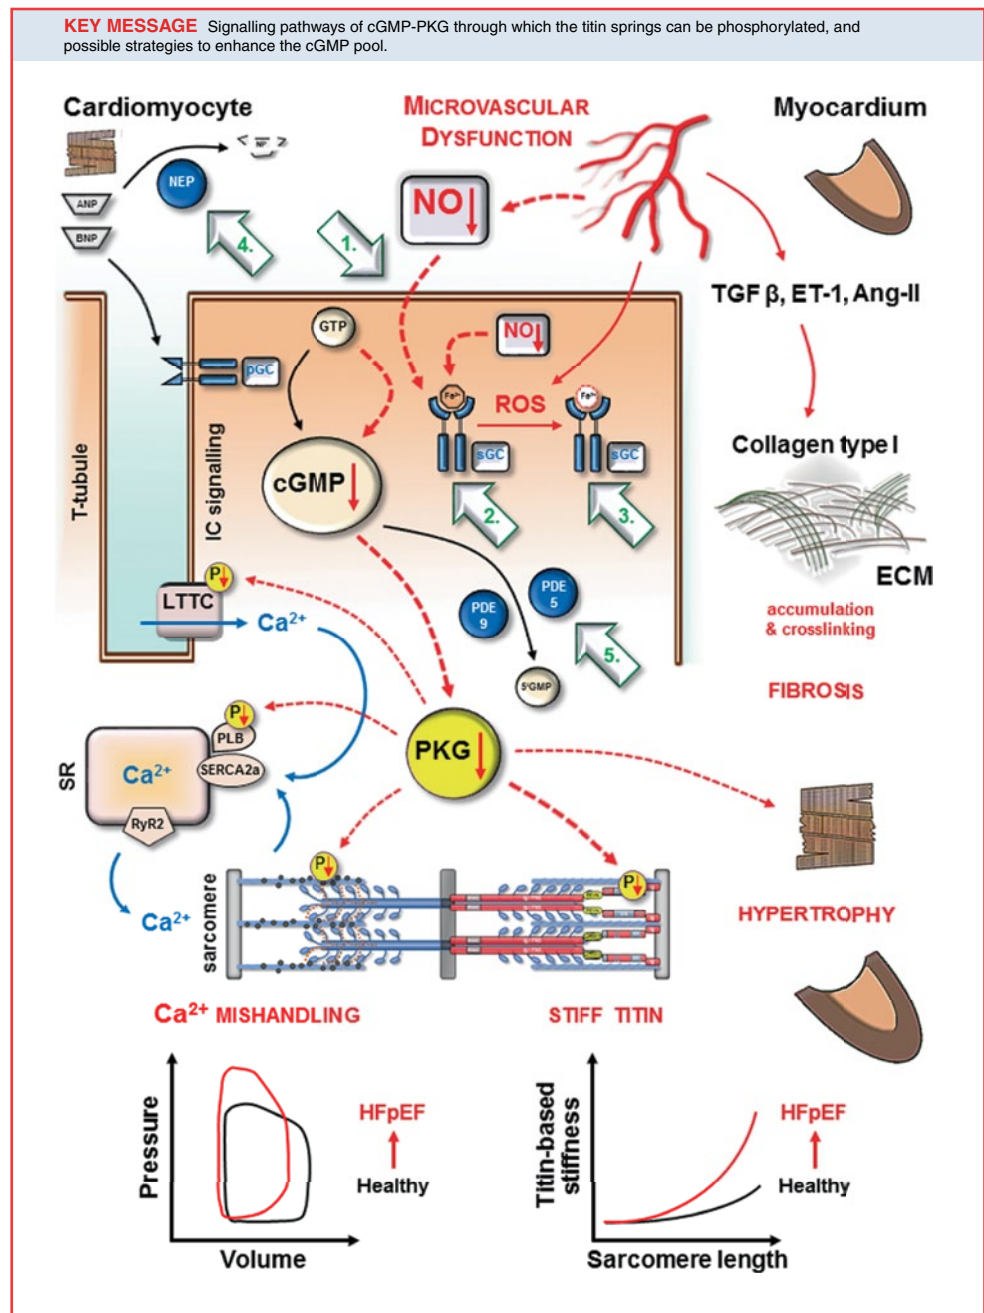 KEY MESSAGE Signalling pathways of cGMP-PKG through which the titin springs can be phosphorylated, and
possible strategies to enhance the cGMP pool.
Cardiomyocyte
MICROVASCULAR
DYSFUNCTION
Myocardium
NP
NEP
ANP
BNP
NO
4.
1.
TGF β, ET-1, Ang-II
GTP
NO
pGC
Fe²⁺
ROS
Fe³⁺
sGC
sGC
cGMP
T-tubule
IC signalling
2.
3.
Collagen type I
ECM
accumulation
& crosslinking
FIBROSIS
P
LTTC
Ca²⁺
PDE
9
PDE
5
5.
5'GMP
P
PLB
SERCA2a
SR
Ca²⁺
RyR2
PKG
Ca²⁺
P
P
sarcomere
HYPERTROPHY
Ca²⁺ MISHANDLING
STIFF TITIN
Pressure
HFpEF
Healthy
Volume
Titin-based
stiffness
HFpEF
Healthy
Sarcomere length